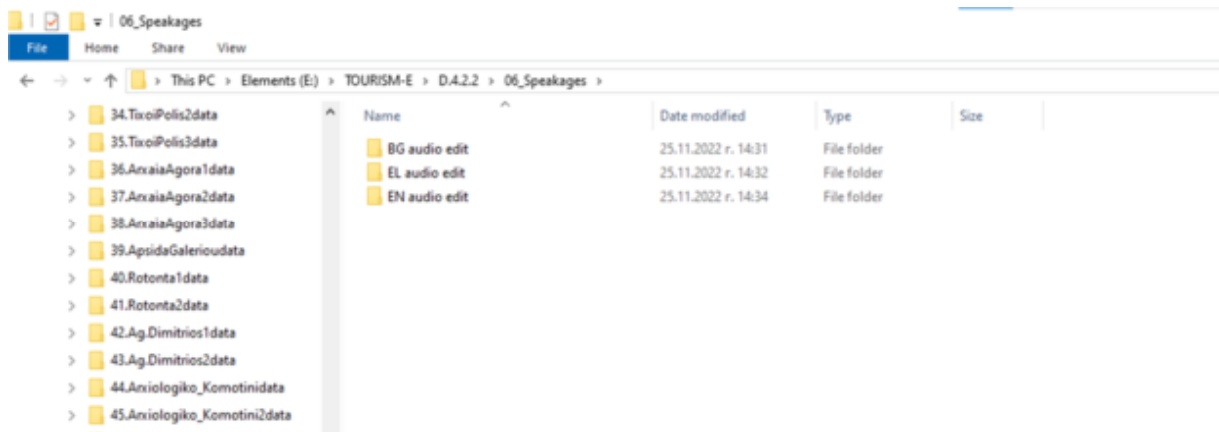 06_Speakages
File Home Share View
This PC > Elements (E:) > TOURISM-E > D.4.2.2 > 06_Speakages >
34.TixoiPolis2data
35.TixoiPolis3data
36.ArxaiaAgora1data
37.ArxaiaAgora2data
38.ArxaiaAgora3data
39.ApsidaGalerioudata
40.Rotonta1data
41.Rotonta2data
42.Ag.Dimitrios1data
43.Ag.Dimitrios2data
44.Arxiologiko_Komotinidata
45.Arxiologiko_Komotini2data
Name Date modified Type Size
BG audio edit 25.11.2022 г. 14:31 File folder
EL audio edit 25.11.2022 г. 14:32 File folder
EN audio edit 25.11.2022 г. 14:34 File folder